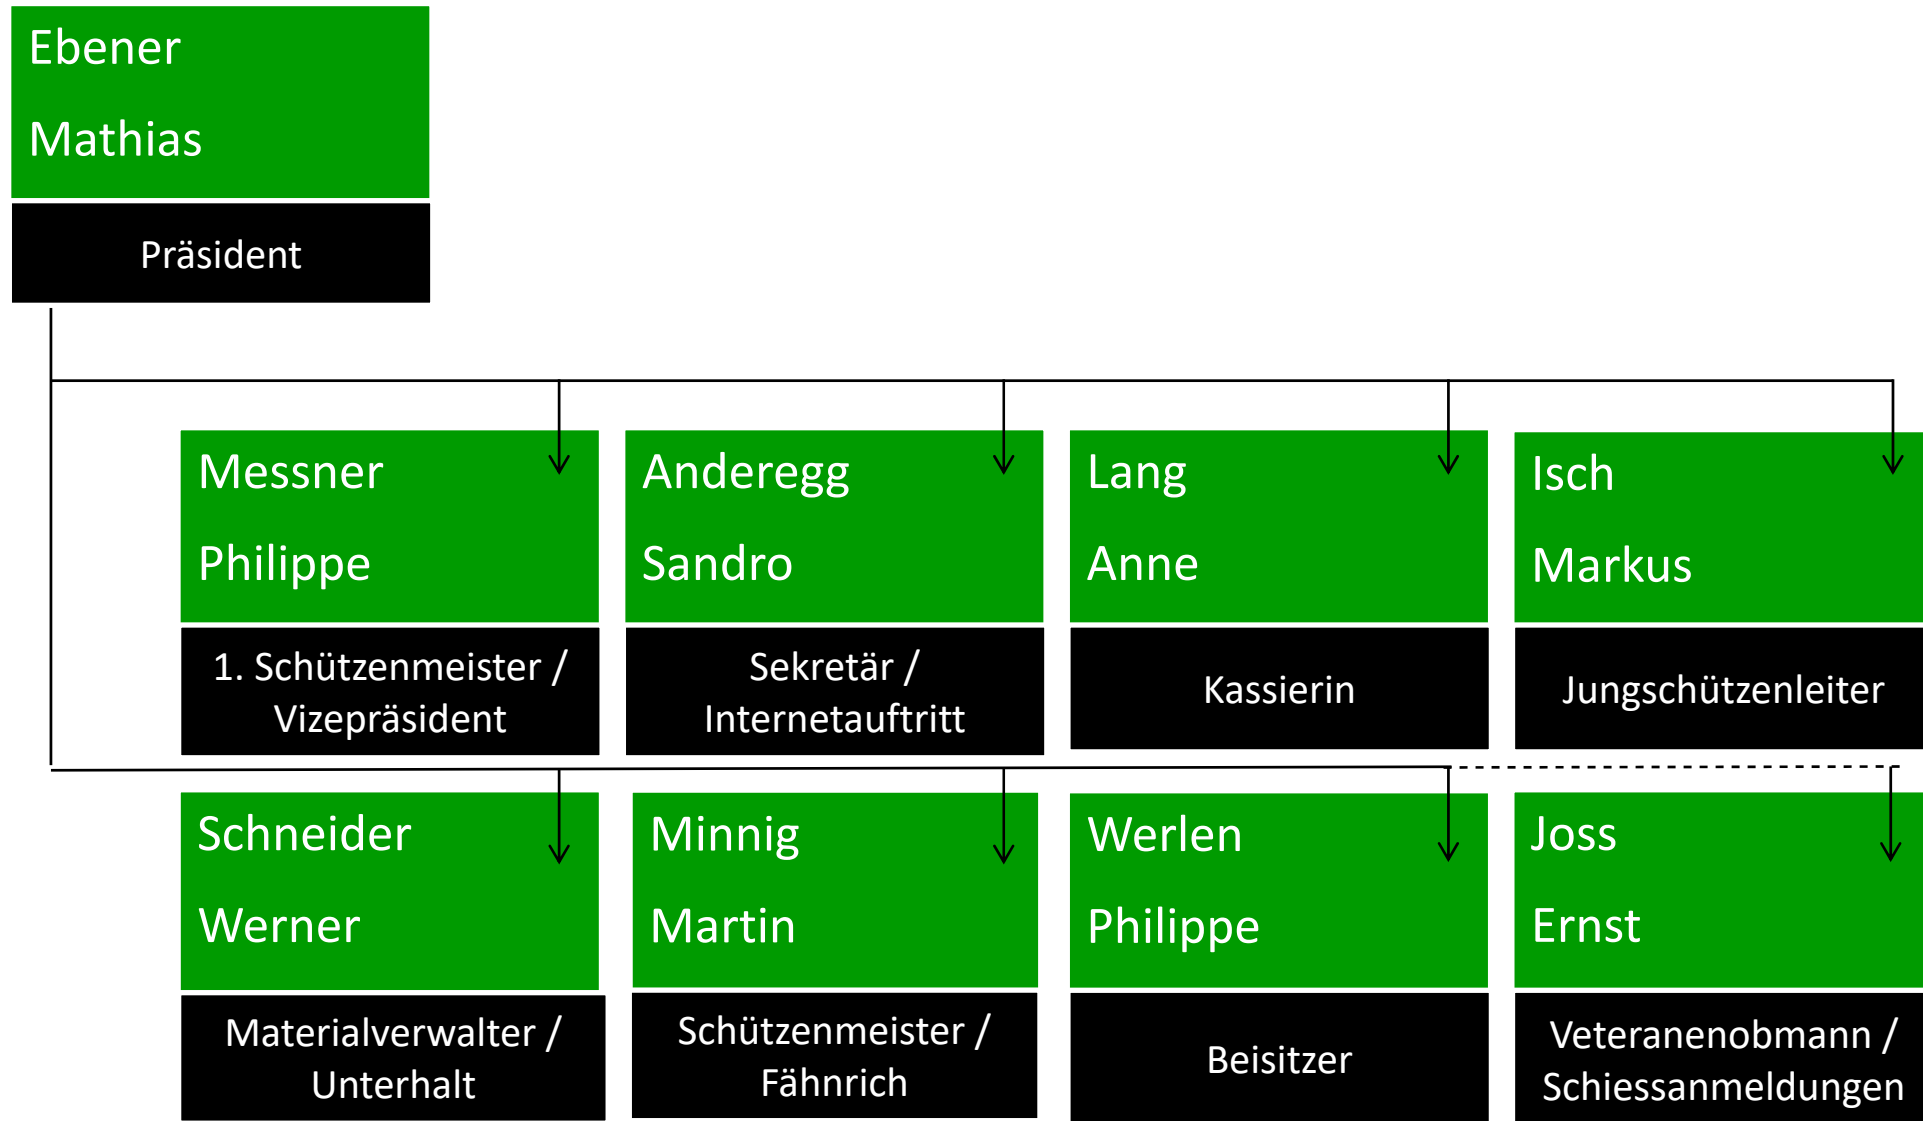 Ebener
Mathias
Präsident
Messner
Philippe
1. Schützenmeister /
Vizepräsident
Anderegg
Sandro
Sekretär /
Internetauftritt
Lang
Anne
Kassierin
Isch
Markus
Jungschützenleiter
Schneider
Werner
Materialverwalter /
Unterhalt
Minnig
Martin
Schützenmeister /
Fähnrich
Werlen
Philippe
Beisitzer
Joss
Ernst
Veteranenobmann /
Schiessanmeldungen